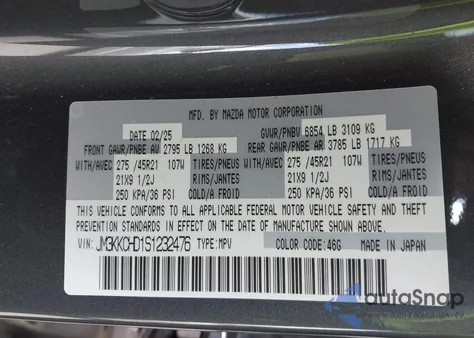 MFD. BY MAZDA MOTOR CORPORATION
DATE 02/25 GVWR/PNBV 6854 LB 3109 KG
FRONT GAWR/PNBE AV 2795 LB 1268 KG REAR GAWR/PNBE AR 3785 LB 1717 KG
WITH/AVEC 275 /45R21 107W TIRES/PNEUS WITH/AVEC 275 /45R21 107W TIRES/PNEUS
21X9 1/2J RIMS/JANTES 21X9 1/2J RIMS/JANTES
250 KPA/36 PSI COLD/A FROID 250 KPA/36 PSI COLD/A FROID
THIS VEHICLE CONFORMS TO ALL APPLICABLE FEDERAL MOTOR VEHICLE SAFETY AND THEFT
PREVENTION STANDARDS IN EFFECT ON THE DATE OF MANUFACTURE SHOWN ABOVE.
VIN: JM3KKCHD1S1232476 TYPE: MPV COLOR CODE: 46G MADE IN JAPAN
autoSnap